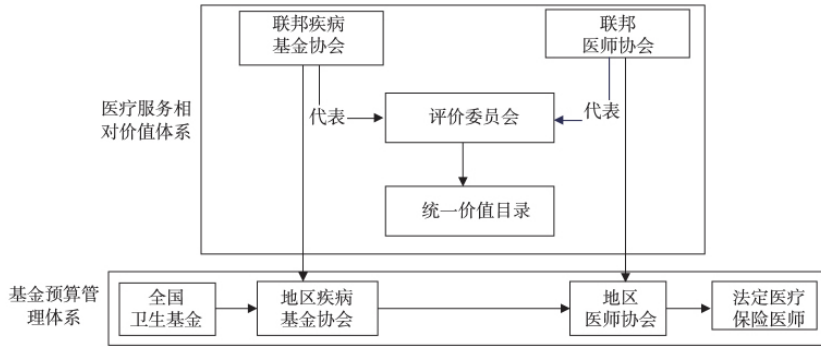 联邦疾病
基金协会
联邦
医师协会
医疗服务相
对价值体系
代表
评价委员会
代表
统一价值目录
基金预算管
理体系
全国
卫生基金
地区疾病
基金协会
地区
医师协会
法定医疗
保险医师